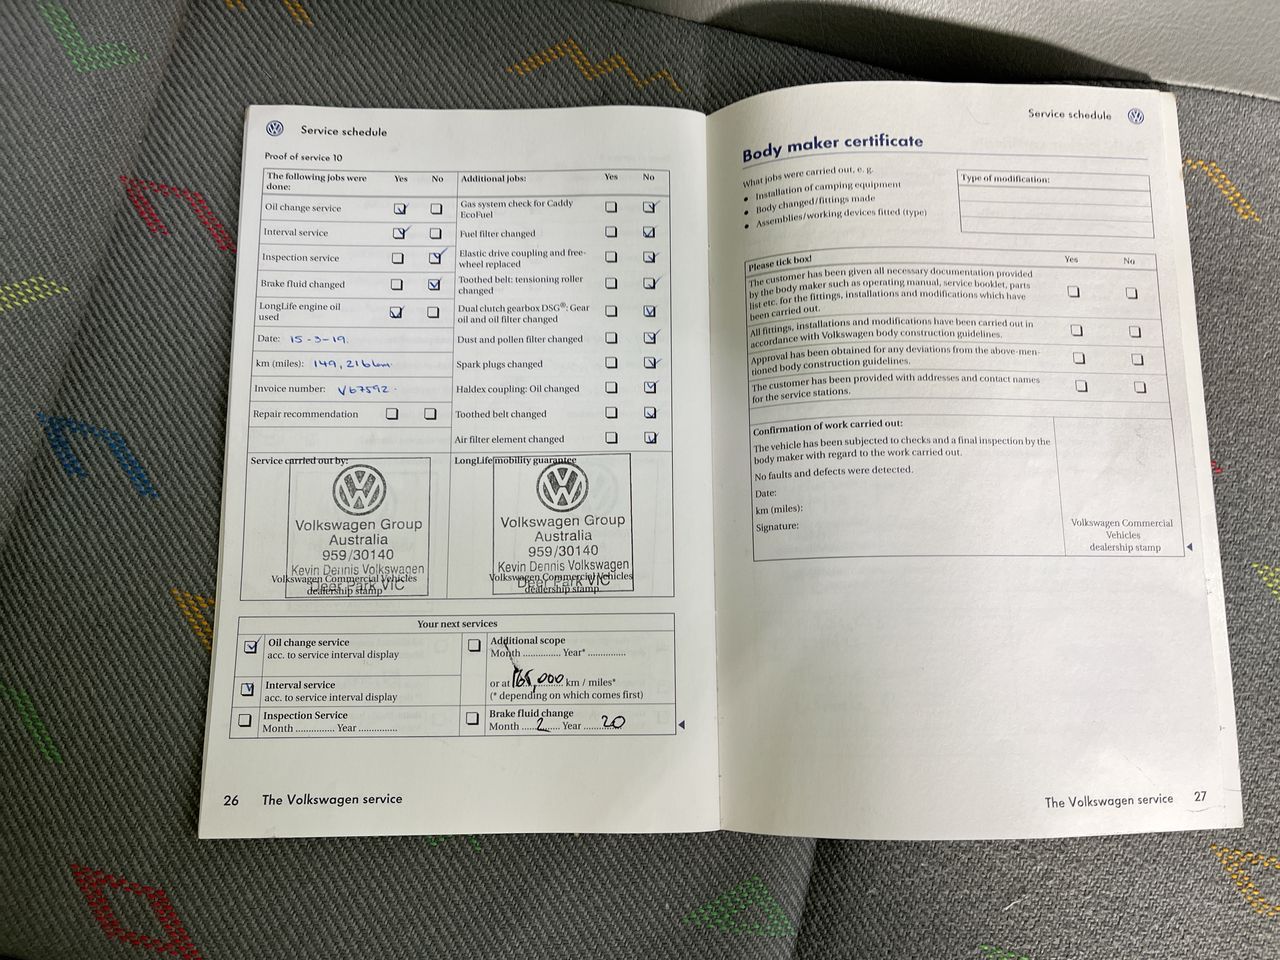 Service schedule
Proof of service 10
The following jobs were done: Yes No
Oil change service
Interval service
Inspection service
Brake fluid changed
LongLife engine oil used
Date: 15-3-19.
km (miles): 149,216km
Invoice number: V67592.
Repair recommendation
Additional jobs: Yes No
Gas system check for Caddy EcoFuel
Fuel filter changed
Elastic drive coupling and free-wheel replaced
Toothed belt: tensioning roller changed
Dual clutch gearbox DSG®: Gear oil and oil filter changed
Dust and pollen filter changed
Spark plugs changed
Haldex coupling: Oil changed
Toothed belt changed
Air filter element changed
Service carried out by:
Volkswagen Group
Australia
959/30140
Kevin Dennis Volkswagen
Deer Park VIC
Volkswagen Commercial Vehicles
dealership stamp
LongLife mobility guarantee
Volkswagen Group
Australia
959/30140
Kevin Dennis Volkswagen
Deer Park VIC
Volkswagen Commercial Vehicles
dealership stamp
Your next services
Oil change service
acc. to service interval display
Interval service
acc. to service interval display
Inspection Service
Month .............. Year ..............
Additional scope
Month .............. Year* ..............
or at 165,000 km / miles*
(* depending on which comes first)
Brake fluid change
Month 2 Year 20
26 The Volkswagen service
Service schedule
Body maker certificate
What jobs were carried out, e. g.
• Installation of camping equipment
• Body changed/fittings made
• Assemblies/working devices fitted (type)
Type of modification:
Please tick box! Yes No
The customer has been given all necessary documentation provided
by the body maker such as operating manual, service booklet, parts
list etc. for the fittings, installations and modifications which have
been carried out.
All fittings, installations and modifications have been carried out in
accordance with Volkswagen body construction guidelines.
Approval has been obtained for any deviations from the above-men-
tioned body construction guidelines.
The customer has been provided with addresses and contact names
for the service stations.
Confirmation of work carried out:
The vehicle has been subjected to checks and a final inspection by the
body maker with regard to the work carried out.
No faults and defects were detected.
Date:
km (miles):
Signature:
Volkswagen Commercial
Vehicles
dealership stamp
The Volkswagen service 27